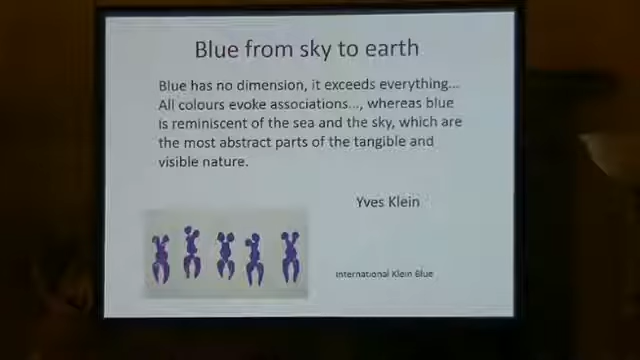 Blue from sky to earth
Blue has no dimension, it exceeds everything...
All colours evoke associations..., whereas blue
is reminiscent of the sea and the sky, which are
the most abstract parts of the tangible and
visible nature.
Yves Klein
International Klein Blue